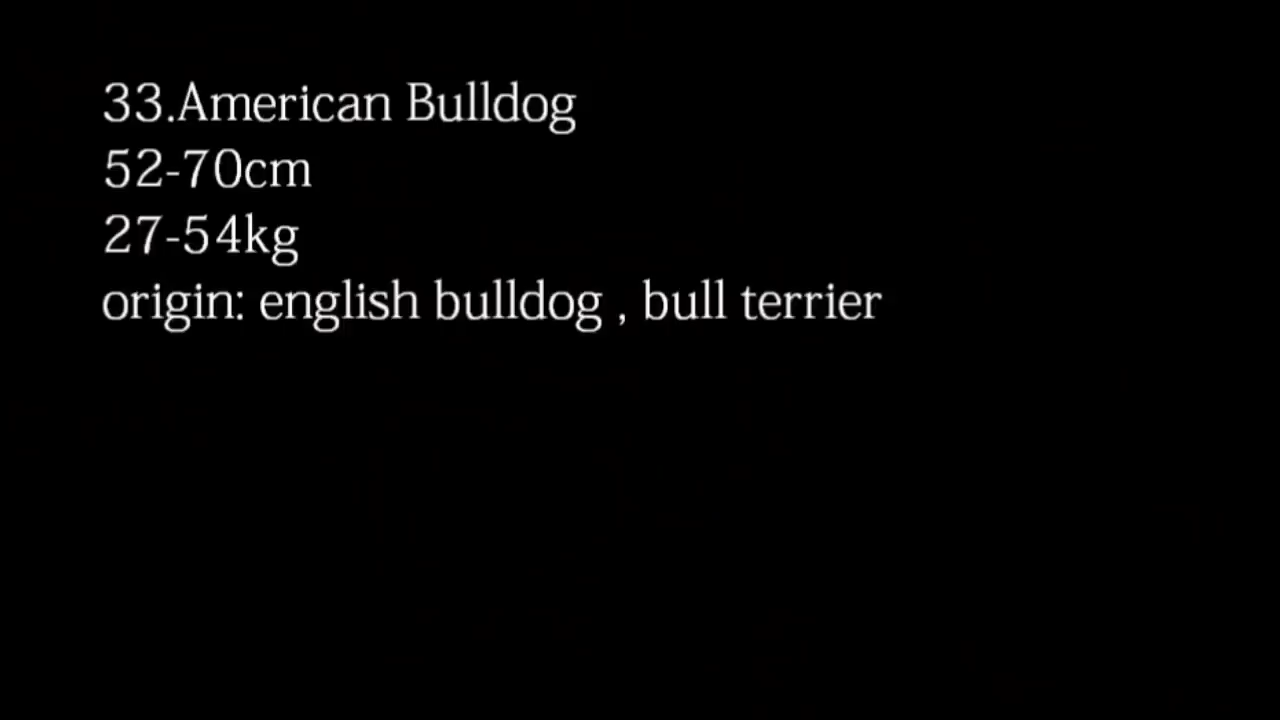 33.American Bulldog
52-70cm
27-54kg
origin: english bulldog , bull terrier